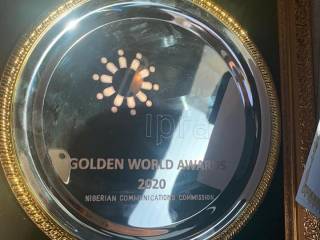 ipra
GOLDEN WORLD AWARDS
2020
NIGERIAN COMMUNICATIONS COMMISSION